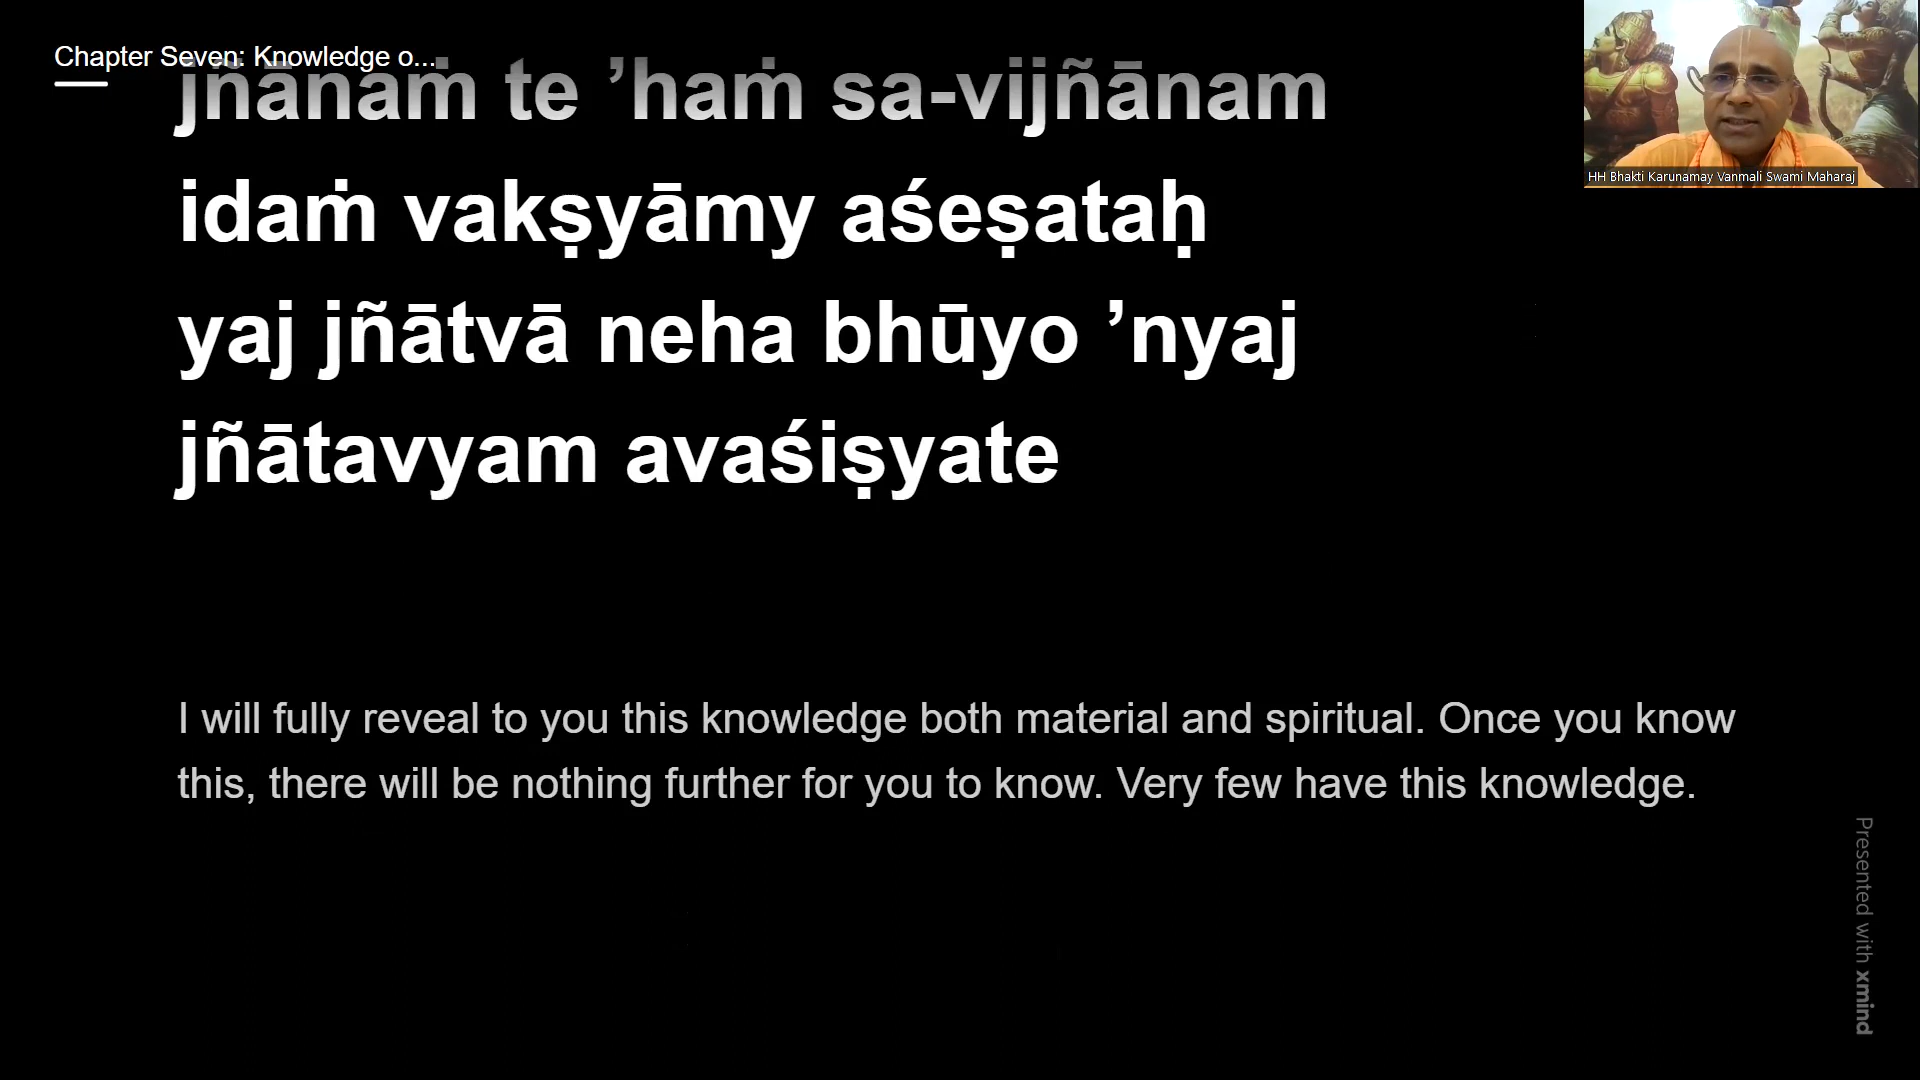 Chapter Seven: Knowledge o...
jñānaṁ te ’haṁ sa-vijñānam
idaṁ vakṣyāmy aśeṣataḥ
yaj jñātvā neha bhūyo ’nyaj
jñātavyam avaśiṣyate
I will fully reveal to you this knowledge both material and spiritual. Once you know
this, there will be nothing further for you to know. Very few have this knowledge.
HH Bhakti Karunamay Vanmali Swami Maharaj
Presented with xmind